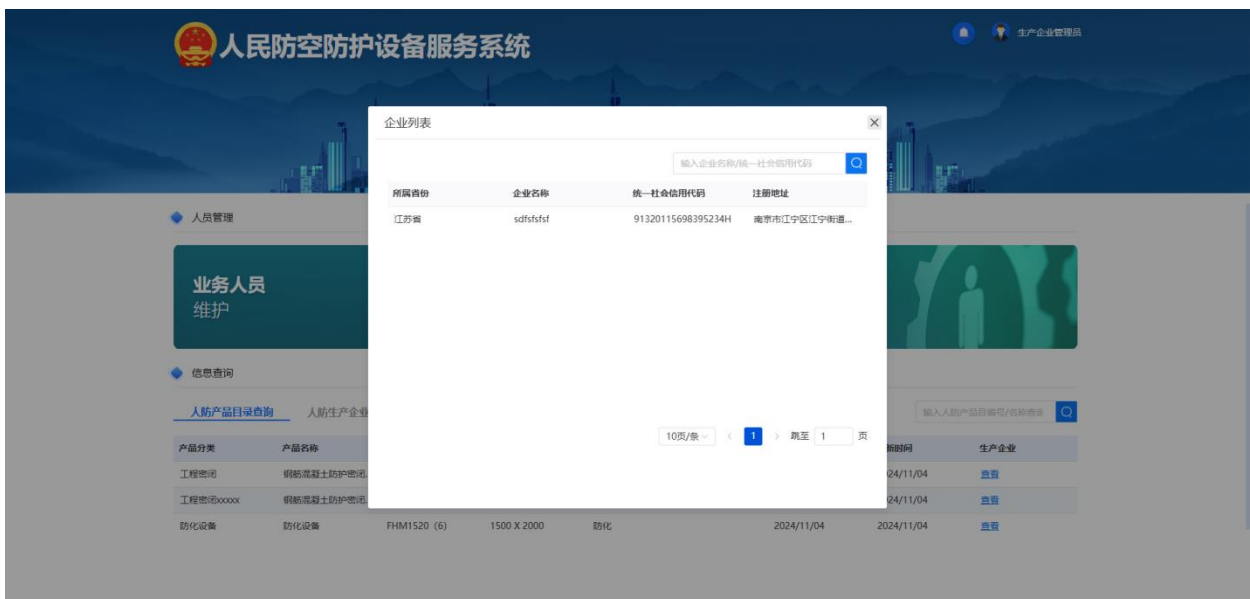 人民防空防护设备服务系统
生产企业管理员
企业列表
输入企业名称/统一社会信用代码
所属省份 企业名称 统一社会信用代码 注册地址
江苏省 sdfsfsfsf 91320115698395234H 南京市江宁区江宁街道...
10页/条 1 跳至 1 页
人员管理
业务人员
维护
信息查询
人防产品目录查询 人防生产企业
输入人防产品目编号/名称查询
产品分类 产品名称 新时间 生产企业
工程密闭 钢筋混凝土防护密闭. 24/11/04 查看
工程密闭xxxxx 钢筋混凝土防护密闭. 24/11/04 查看
防化设备 防化设备 FHM1520 (6) 1500 X 2000 防化 2024/11/04 2024/11/04 查看